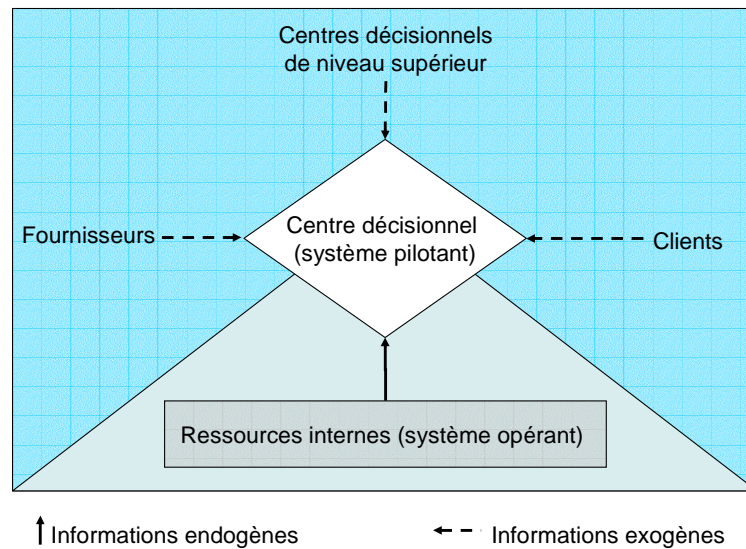 Centres décisionnels
de niveau supérieur
Fournisseurs
Centre décisionnel
(système pilotant)
Clients
Ressources internes (système opérant)
Informations endogènes
Informations exogènes